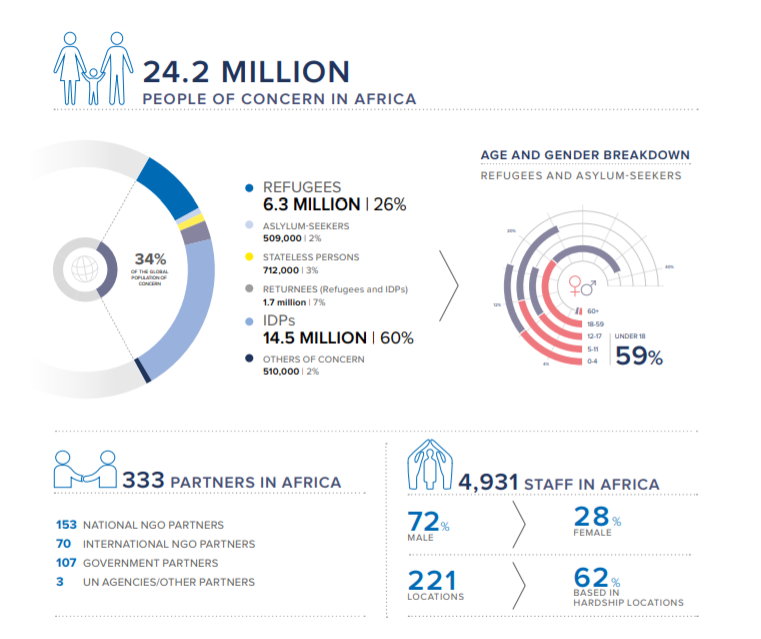 24.2 MILLION
PEOPLE OF CONCERN IN AFRICA
34%
OF THE GLOBAL
POPULATION OF
CONCERN
REFUGEES
6.3 MILLION | 26%
ASLYLUM-SEEKERS
509,000 | 2%
STATELESS PERSONS
712,000 | 3%
RETURNEES (Refugees and IDPs)
1.7 million | 7%
IDPs
14.5 MILLION | 60%
OTHERS OF CONCERN
510,000 | 2%
AGE AND GENDER BREAKDOWN
REFUGEES AND ASYLUM-SEEKERS
60+
18-59
12-17
5-11
0-4
UNDER 18
59%
333 PARTNERS IN AFRICA
153 NATIONAL NGO PARTNERS
70 INTERNATIONAL NGO PARTNERS
107 GOVERNMENT PARTNERS
3 UN AGENCIES/OTHER PARTNERS
4,931 STAFF IN AFRICA
72%
MALE
28%
FEMALE
221
LOCATIONS
62%
BASED IN
HARDSHIP LOCATIONS